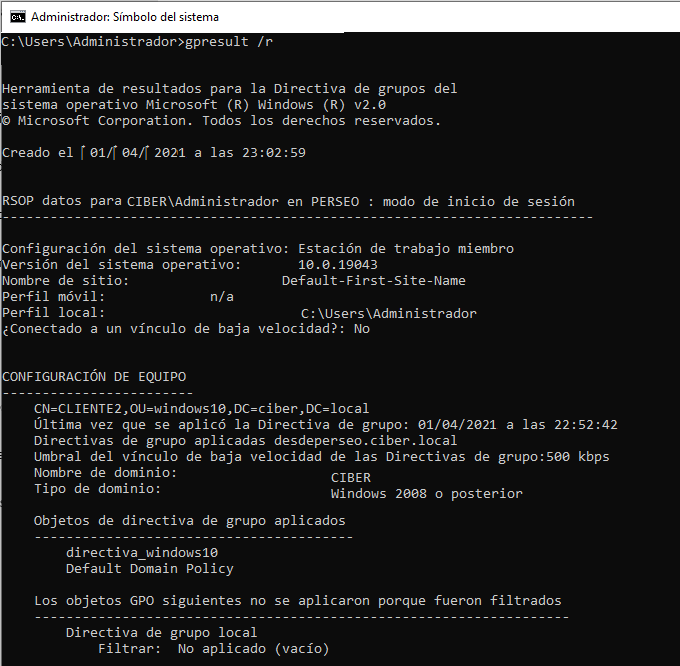 Administrador: Símbolo del sistema
C:\Users\Administrador>gpresult /r
Herramienta de resultados para la Directiva de grupos del
sistema operativo Microsoft (R) Windows (R) v2.0
© Microsoft Corporation. Todos los derechos reservados.
Creado el 01/ 04/ 2021 a las 23:02:59
RSOP datos para CIBER\Administrador en PERSEO : modo de inicio de sesión
--------------------------------------------------------------------------
Configuración del sistema operativo: Estación de trabajo miembro
Versión del sistema operativo: 10.0.19043
Nombre de sitio: Default-First-Site-Name
Perfil móvil: n/a
Perfil local: C:\Users\Administrador
¿Conectado a un vínculo de baja velocidad?: No
CONFIGURACIÓN DE EQUIPO
------------------------
CN=CLIENTE2,OU=windows10,DC=ciber,DC=local
Última vez que se aplicó la Directiva de grupo: 01/04/2021 a las 22:52:42
Directivas de grupo aplicadas desdeperseo.ciber.local
Umbral del vínculo de baja velocidad de las Directivas de grupo:500 kbps
Nombre de dominio: CIBER
Tipo de dominio: Windows 2008 o posterior
Objetos de directiva de grupo aplicados
----------------------------------------
directiva_windows10
Default Domain Policy
Los objetos GPO siguientes no se aplicaron porque fueron filtrados
-------------------------------------------------------------------
Directiva de grupo local
Filtrar: No aplicado (vacío)